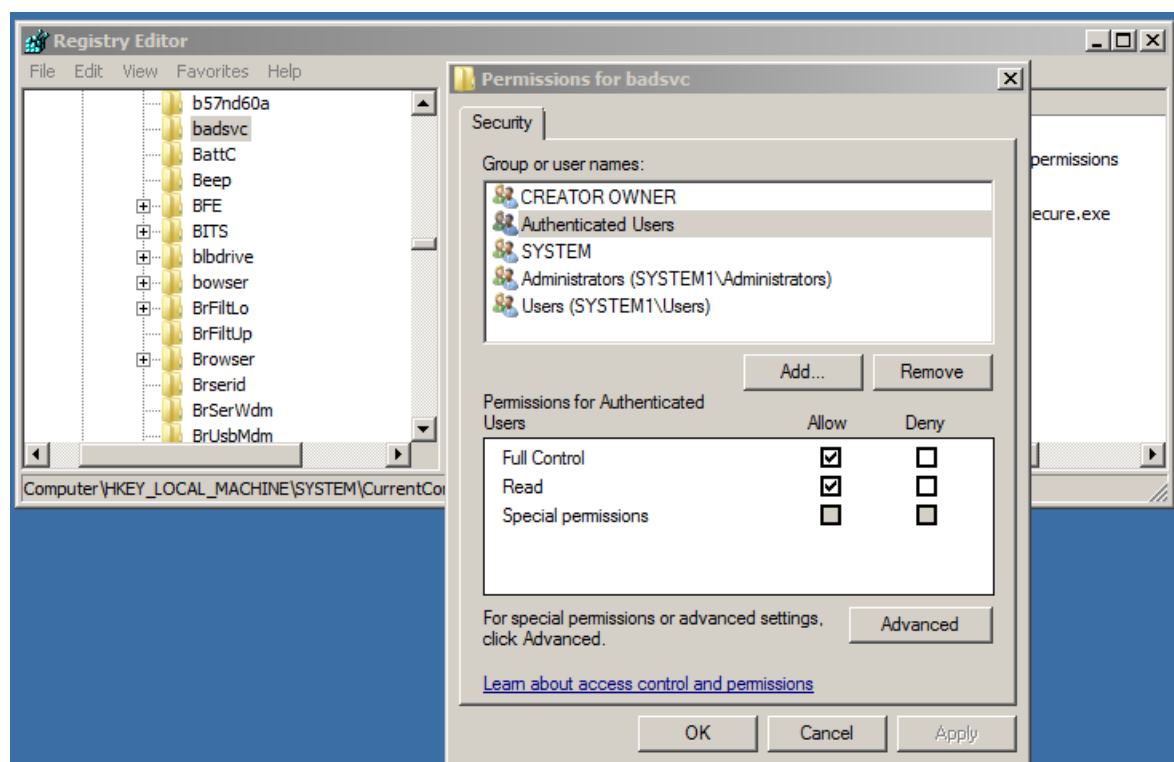 Registry Editor
File Edit View Favorites Help
b57nd60a
badsvc
BattC
Beep
BFE
BITS
blbdrive
bowser
BrFiltLo
BrFiltUp
Browser
Brserid
BrSerWdm
BrUsbMdm
Computer\HKEY_LOCAL_MACHINE\SYSTEM\CurrentCo
permissions
ecure.exe
Permissions for badsvc
Security
Group or user names:
CREATOR OWNER
Authenticated Users
SYSTEM
Administrators (SYSTEM1\Administrators)
Users (SYSTEM1\Users)
Add... Remove
Permissions for Authenticated
Users Allow Deny
Full Control
Read
Special permissions
For special permissions or advanced settings,
click Advanced.
Advanced
Learn about access control and permissions
OK Cancel Apply